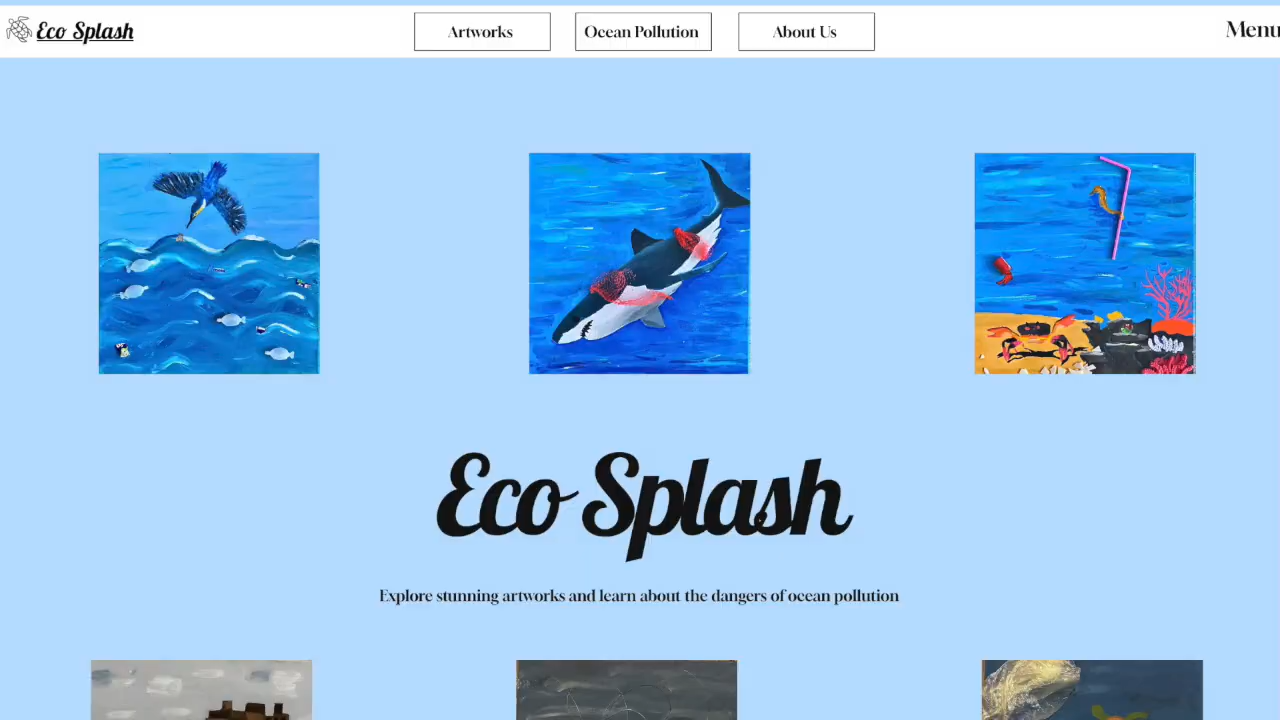 Eco Splash
Artworks
Ocean Pollution
About Us
Menu
Eco Splash
Explore stunning artworks and learn about the dangers of ocean pollution